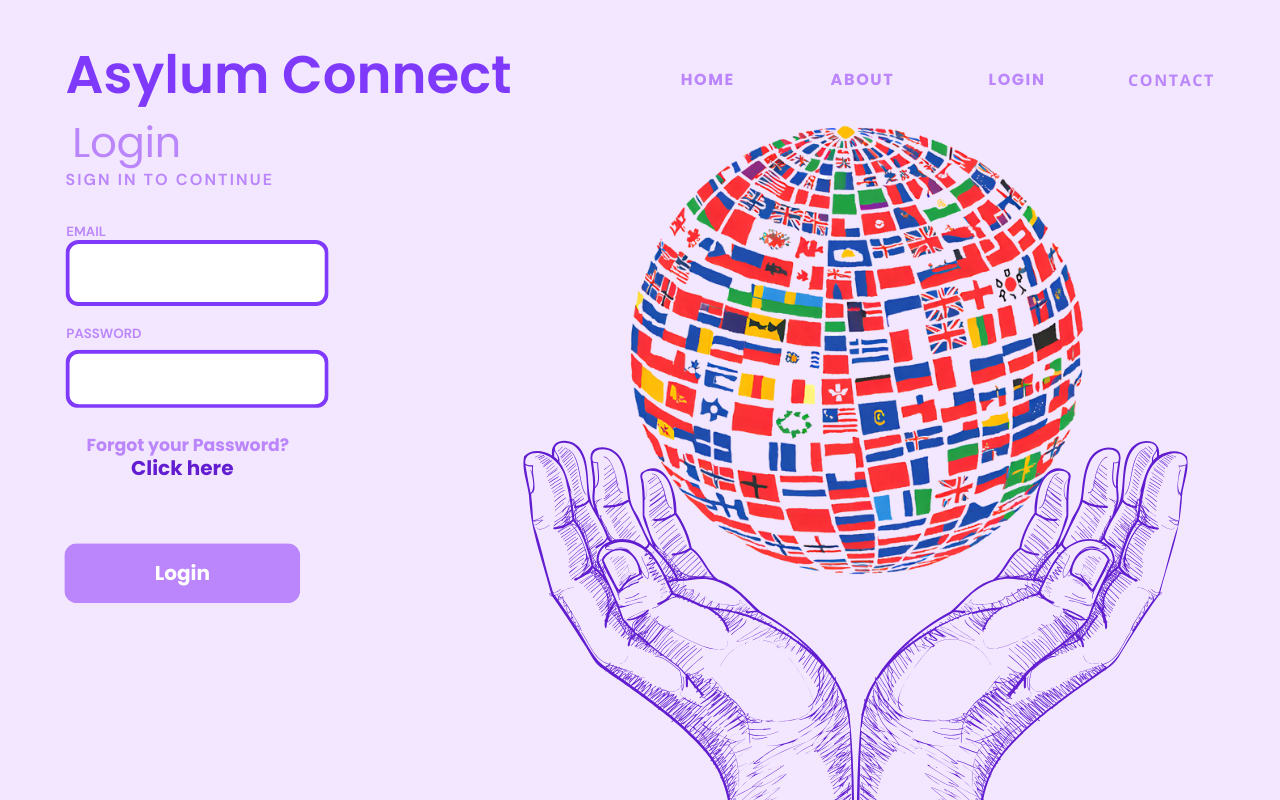 Asylum Connect
HOME
ABOUT
LOGIN
CONTACT
Login
SIGN IN TO CONTINUE
EMAIL
PASSWORD
Forgot your Password?
Click here
Login